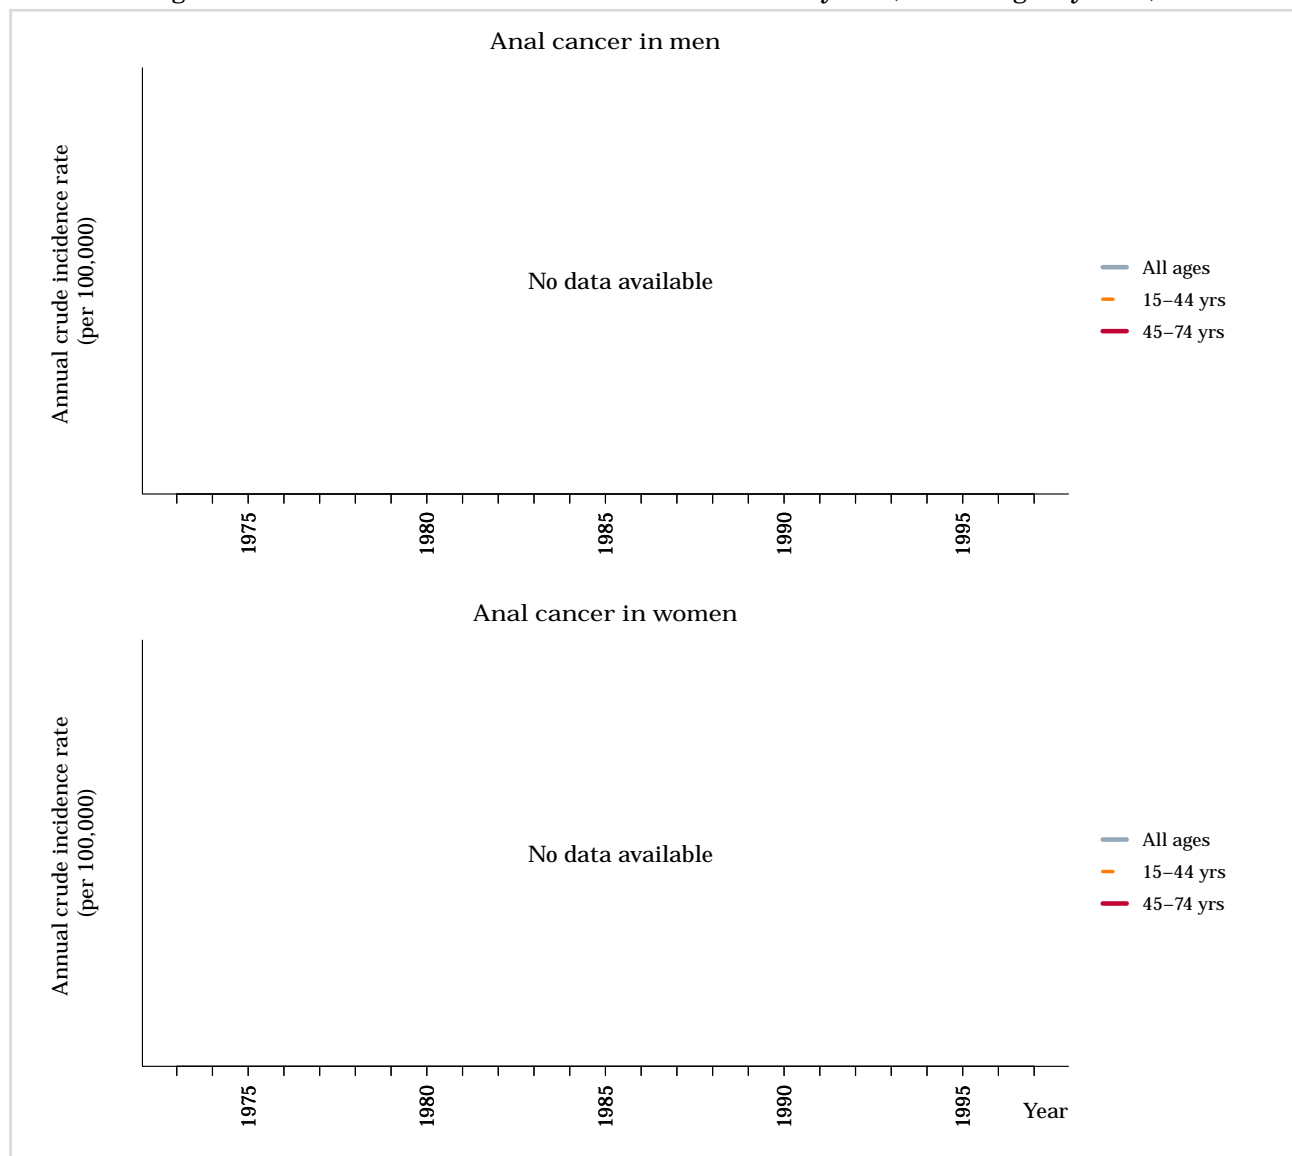 Anal cancer in men
Annual crude incidence rate
(per 100,000)
No data available
All ages
15–44 yrs
45–74 yrs
1975
1980
1985
1990
1995
Anal cancer in women
Annual crude incidence rate
(per 100,000)
No data available
All ages
15–44 yrs
45–74 yrs
1975
1980
1985
1990
1995
Year